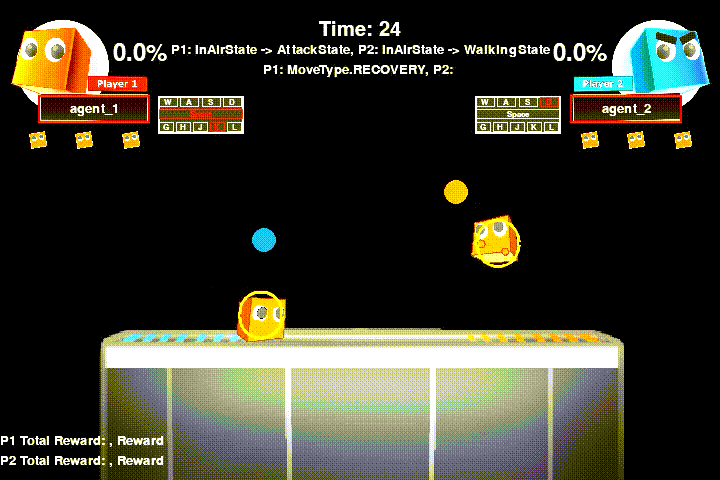 Time: 24
0.0% P1: InAirState -> AttackState, P2: InAirState -> WalkingState 0.0%
P1: MoveType.RECOVERY, P2:
Player 1
Player 2
agent_1
agent_2
W A S D
W A S
Space
G H J L
G H J K L
P1 Total Reward: , Reward
P2 Total Reward: , Reward